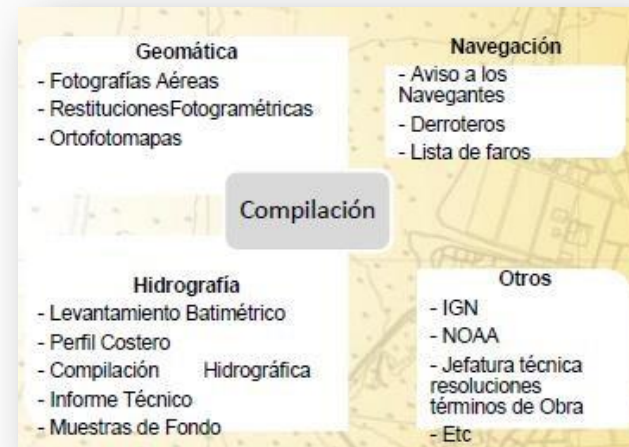 Geomática
- Fotografías Aéreas
- RestitucionesFotogramétricas
- Ortofotomapas
Navegación
- Aviso a los
Navegantes
- Derroteros
- Lista de faros
Compilación
Hidrografía
- Levantamiento Batimétrico
- Perfil Costero
- Compilación Hidrográfica
- Informe Técnico
- Muestras de Fondo
Otros
- IGN
- NOAA
- Jefatura técnica
resoluciones
términos de Obra
- Etc